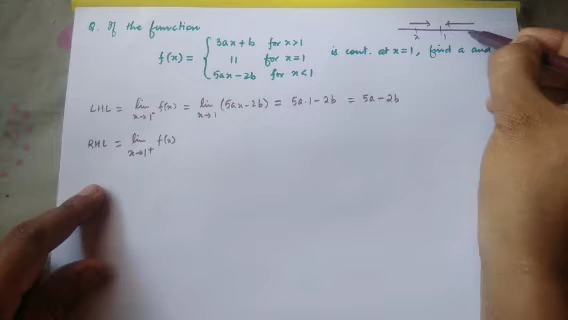 Q. If the function
f(x) = { 3ax + b for x > 1
11 for x = 1
5ax - 2b for x < 1
is cont. at x = 1, find a and
x 1
LHL = lim x→1⁻ f(x) = lim x→1 (5ax - 2b) = 5a.1 - 2b = 5a - 2b
RHL = lim x→1⁺ f(x)